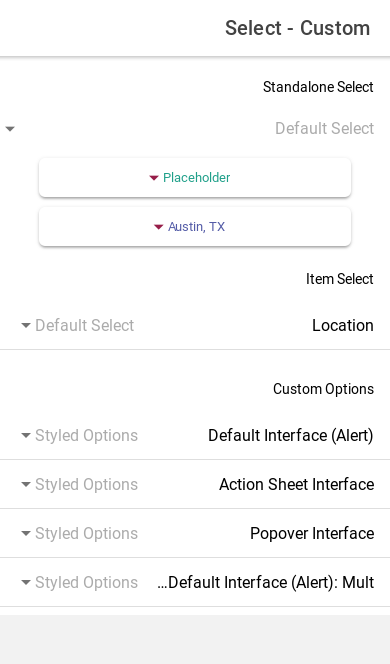 Select - Custom
Standalone Select
Default Select
Placeholder
Austin, TX
Item Select
Location
Default Select
Custom Options
Default Interface (Alert)
Styled Options
Action Sheet Interface
Styled Options
Popover Interface
Styled Options
...Default Interface (Alert): Mult
Styled Options